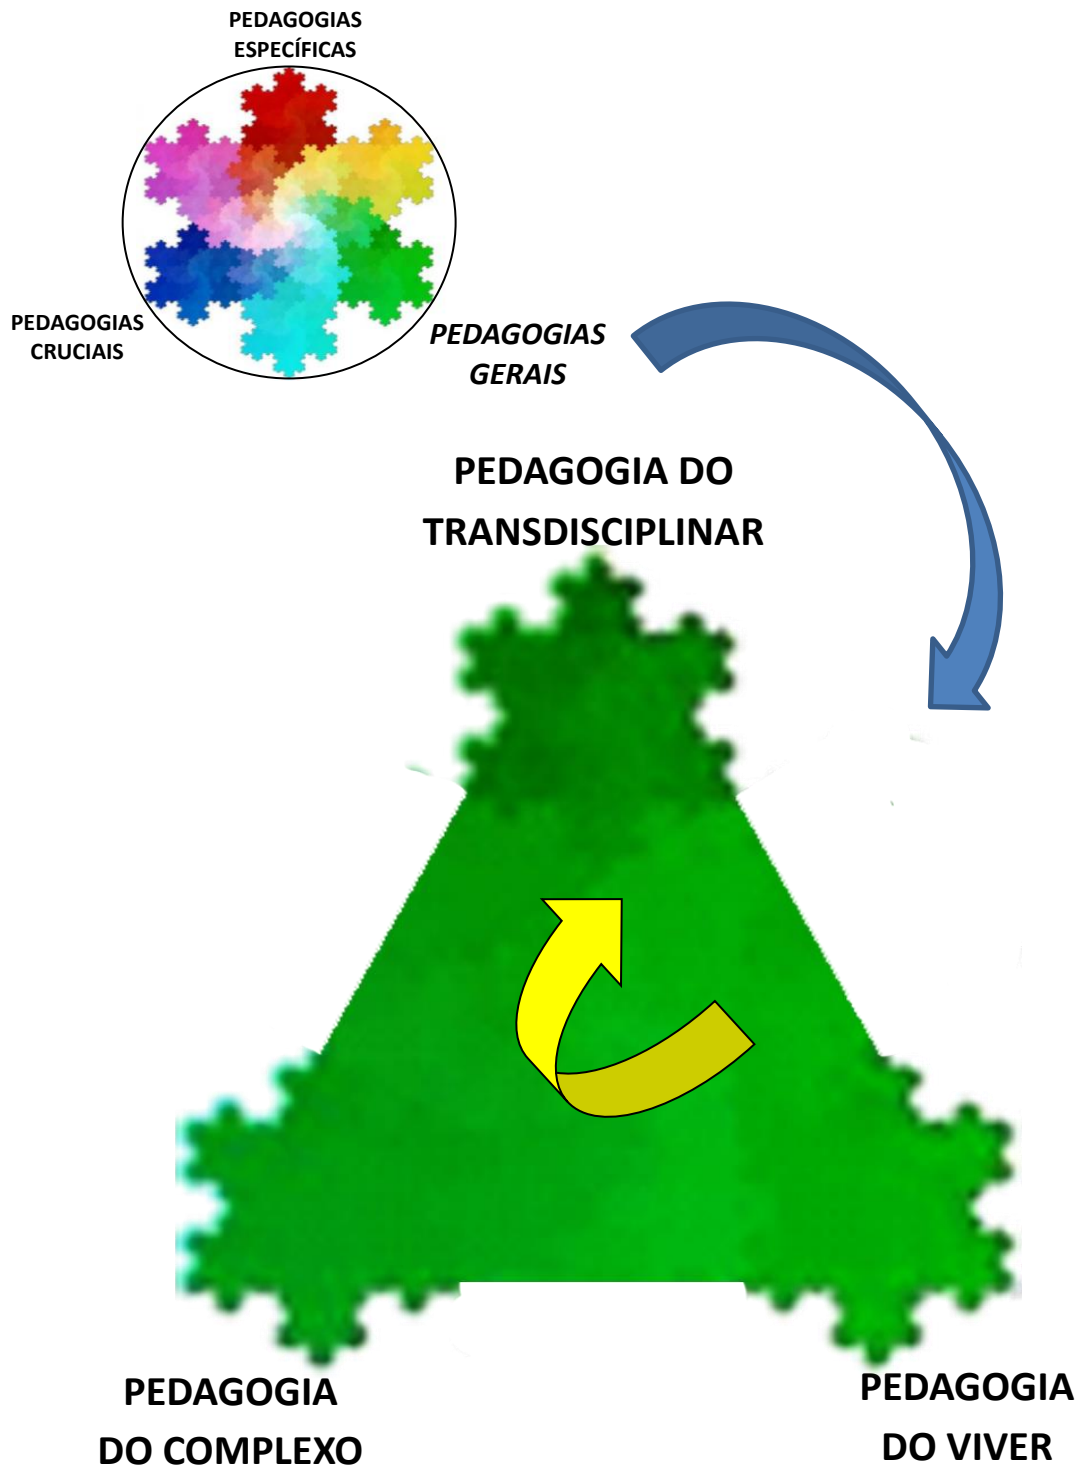 PEDAGOGIAS
ESPECÍFICAS
PEDAGOGIAS
CRUCIAIS
PEDAGOGIAS
GERAIS
PEDAGOGIA DO
TRANSDISCIPLINAR
PEDAGOGIA
DO COMPLEXO
PEDAGOGIA
DO VIVER